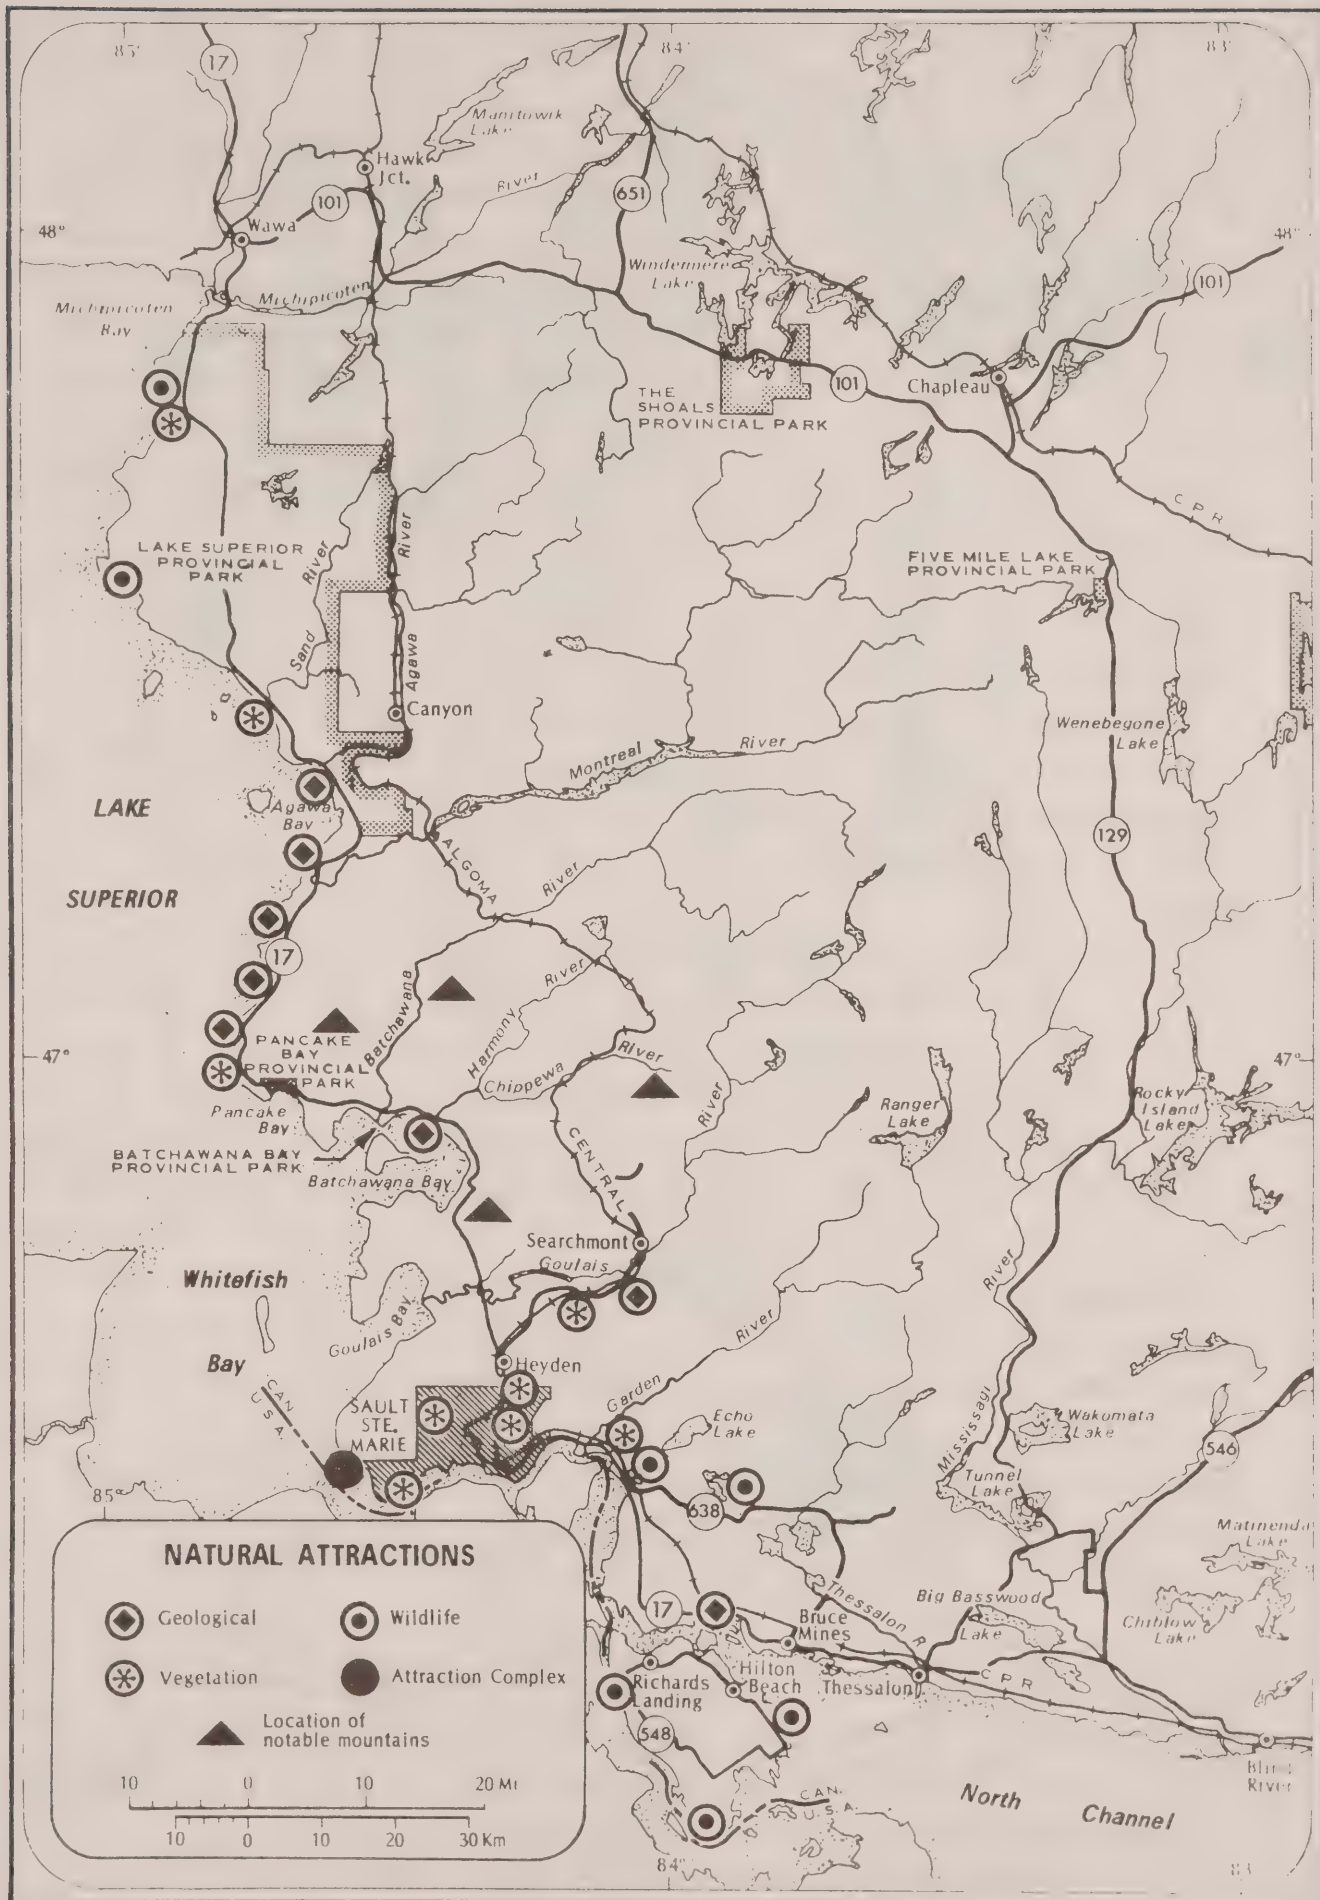 85°
84°
83°
17
Manitowik
Lake
Hawk
Jct.
River
101
651
Wawa
48°
48°
Windermere
Lake
101
Michipicoten
Michipicoten
Bay
THE
SHOALS
PROVINCIAL PARK
101
Chapleau
CPR
LAKE SUPERIOR
PROVINCIAL
PARK
River
River
FIVE MILE LAKE
PROVINCIAL PARK
Sand
Agawa
Canyon
Wenebegone
Lake
Montreal
River
LAKE
Agawa
Bay
129
ALGOMA
River
SUPERIOR
17
Batchawana
River
Harmony
47°
PANCAKE
BAY
PROVINCIAL
PARK
River
47°
Chippewa
River
Ranger
Lake
Rocky
Island
Lake
Pancake
Bay
CENTRAL
BATCHAWANA BAY
PROVINCIAL PARK
Batchawana Bay
Searchmont
Goulais
Whitefish
River
Goulais Bay
River
Bay
Heyden
CAN.
U.S.A.
SAULT
STE.
MARIE
Garden
Echo
Lake
Mississagi
Wakomata
Lake
546
Tunnel
Lake
85°
638
Matinenda
Lake
NATURAL ATTRACTIONS
Geological
Wildlife
Vegetation
Attraction Complex
Location of
notable mountains
10 0 10 20 Mi
10 0 10 20 30 Km
Thessalon R
Big Basswood
Lake
Chiblow
Lake
17
Bruce
Mines
Richards
Landing
Hilton
Beach
Thessalon
CPR
548
Blind
River
CAN.
U.S.A.
North Channel
84°
83